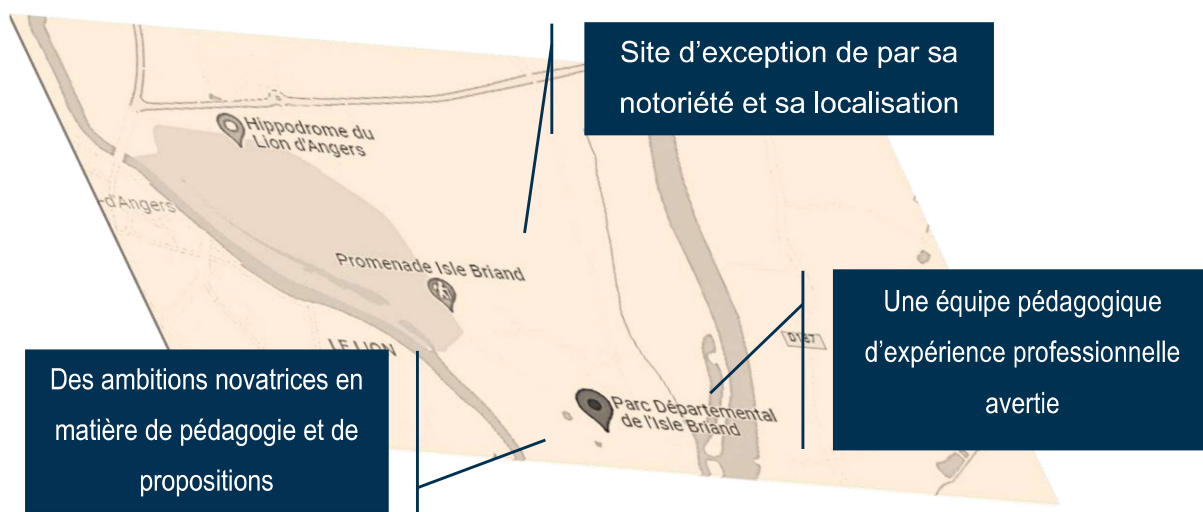 Site d’exception de par sa
notoriété et sa localisation
Hippodrome du
Lion d'Angers
-d'Angers
Promenade Isle Briand
Une équipe pédagogique
d’expérience professionnelle
avertie
LE LION
Des ambitions novatrices en
matière de pédagogie et de
propositions
Parc Départemental
de l'Isle Briand